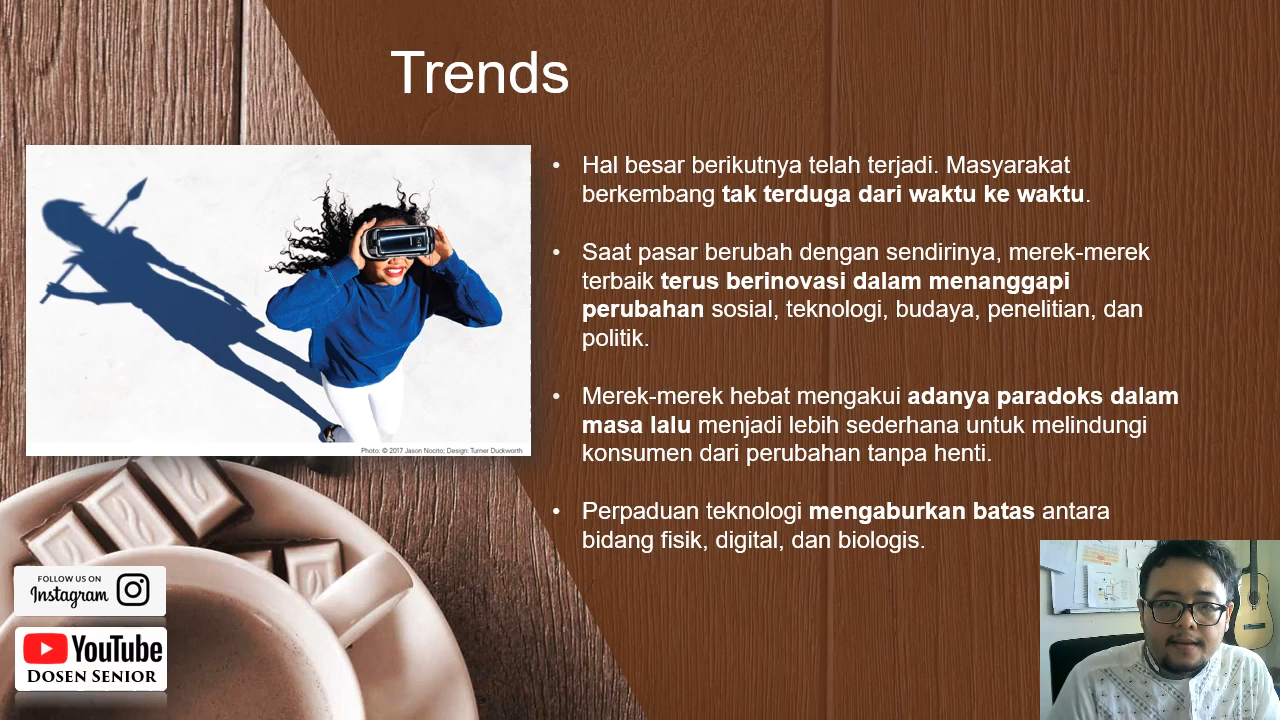 Trends
Hal besar berikutnya telah terjadi. Masyarakat
berkembang tak terduga dari waktu ke waktu.
Saat pasar berubah dengan sendirinya, merek-merek
terbaik terus berinovasi dalam menanggapi
perubahan sosial, teknologi, budaya, penelitian, dan
politik.
Merek-merek hebat mengakui adanya paradoks dalam
masa lalu menjadi lebih sederhana untuk melindungi
konsumen dari perubahan tanpa henti.
Perpaduan teknologi mengaburkan batas antara
bidang fisik, digital, dan biologis.
Photo: © 2017 Jason Nocito; Design: Turner Duckworth
FOLLOW US ON
Instagram
YouTube
DOSEN SENIOR